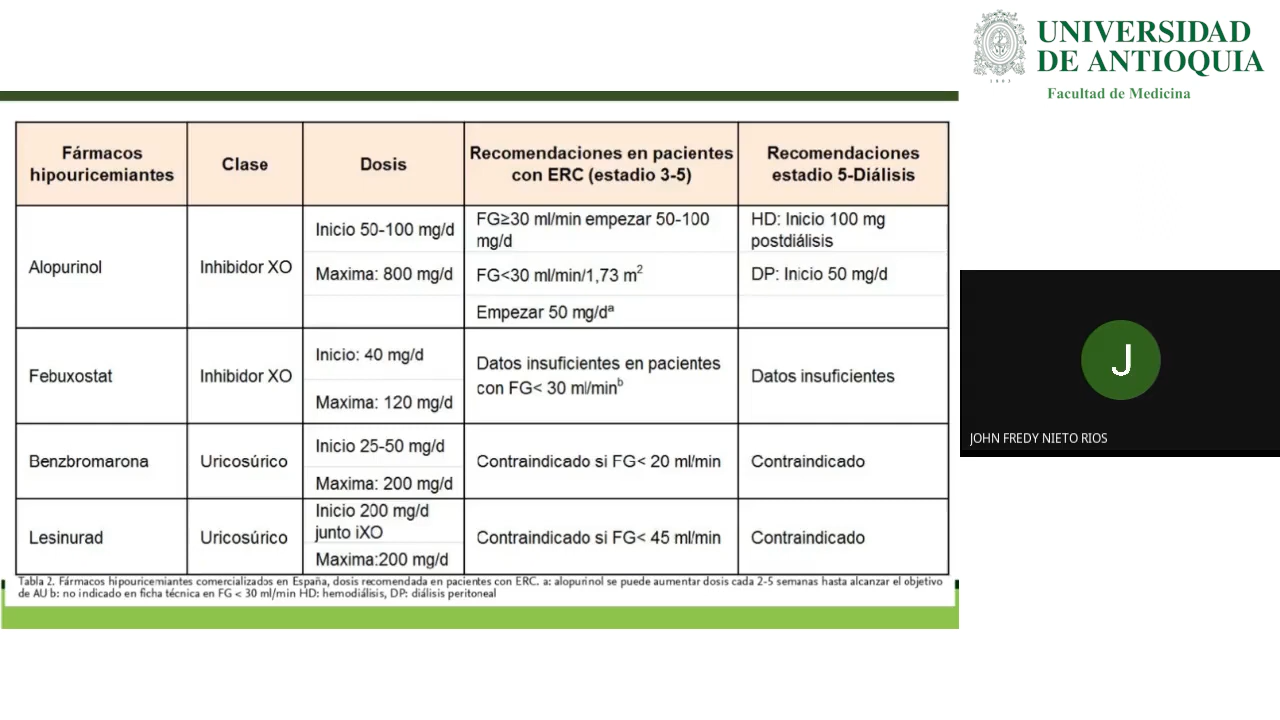 UNIVERSIDAD
DE ANTIOQUIA
1803
Facultad de Medicina
Fármacos hipouricemiantes
Clase
Dosis
Recomendaciones en pacientes con ERC (estadio 3-5)
Recomendaciones estadio 5-Diálisis
Alopurinol
Inhibidor XO
Inicio 50-100 mg/d
Maxima: 800 mg/d
FG≥30 ml/min empezar 50-100 mg/d
FG<30 ml/min/1,73 m²
Empezar 50 mg/dᵃ
HD: Inicio 100 mg postdiálisis
DP: Inicio 50 mg/d
Febuxostat
Inhibidor XO
Inicio: 40 mg/d
Maxima: 120 mg/d
Datos insuficientes en pacientes con FG< 30 ml/minᵇ
Datos insuficientes
Benzbromarona
Uricosúrico
Inicio 25-50 mg/d
Maxima: 200 mg/d
Contraindicado si FG< 20 ml/min
Contraindicado
Lesinurad
Uricosúrico
Inicio 200 mg/d junto iXO
Maxima:200 mg/d
Contraindicado si FG< 45 ml/min
Contraindicado
Tabla 2. Fármacos hipouricemiantes comercializados en España, dosis recomendada en pacientes con ERC. a: alopurinol se puede aumentar dosis cada 2-5 semanas hasta alcanzar el objetivo
de AU b: no indicado en ficha técnica en FG < 30 ml/min HD: hemodiálisis, DP: diálisis peritoneal
J
JOHN FREDY NIETO RIOS